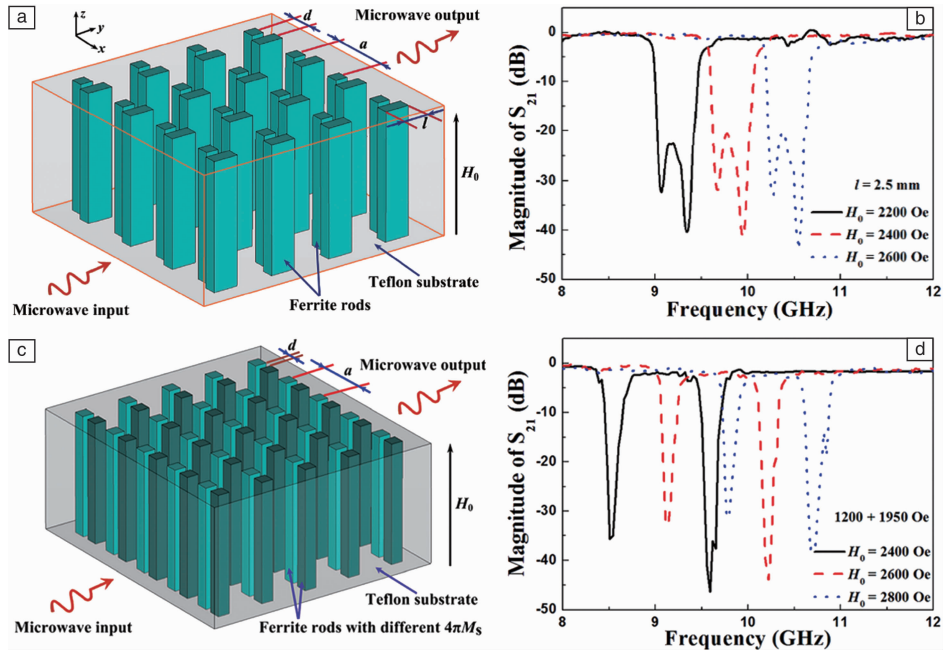 a
z
y
x
d
a
Microwave output
l
H0
Microwave input
Ferrite rods
Teflon substrate
b
Magnitude of S21 (dB)
0
-10
-20
-30
-40
-50
l = 2.5 mm
H0 = 2200 Oe
H0 = 2400 Oe
H0 = 2600 Oe
8
9
10
11
12
Frequency (GHz)
c
d
a
Microwave output
H0
Microwave input
Teflon substrate
Ferrite rods with different 4πMS
d
Magnitude of S21 (dB)
0
-10
-20
-30
-40
-50
1200 + 1950 Oe
H0 = 2400 Oe
H0 = 2600 Oe
H0 = 2800 Oe
8
9
10
11
12
Frequency (GHz)